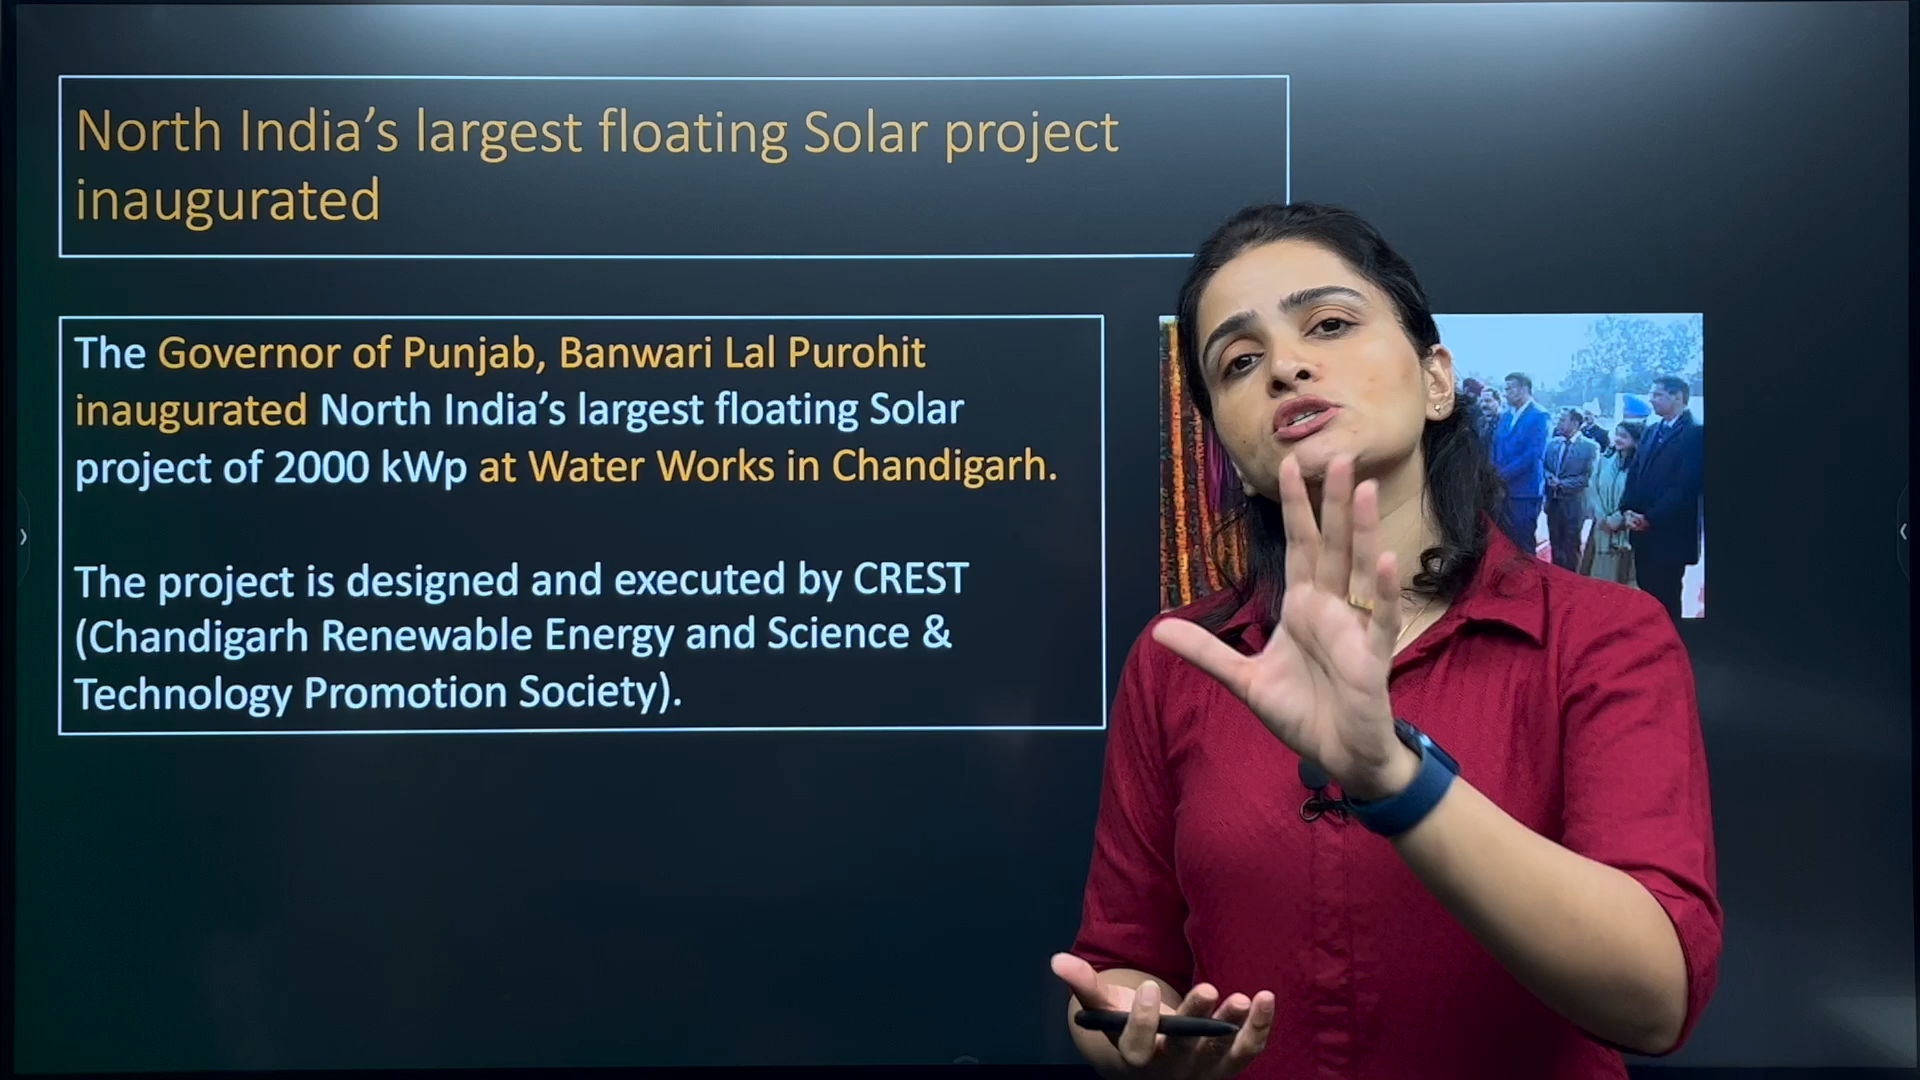 North India’s largest floating Solar project
inaugurated
The Governor of Punjab, Banwari Lal Purohit
inaugurated North India’s largest floating Solar
project of 2000 kWp at Water Works in Chandigarh.
The project is designed and executed by CREST
(Chandigarh Renewable Energy and Science &
Technology Promotion Society).